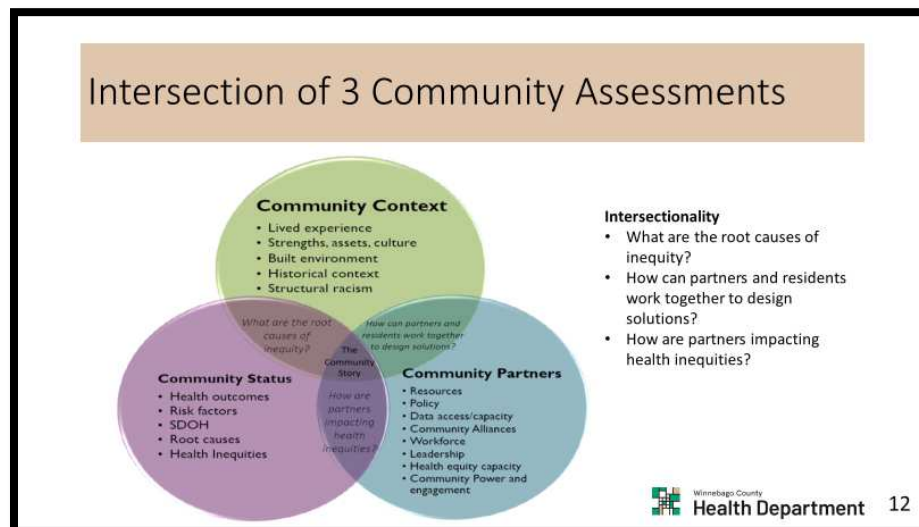 Intersection of 3 Community Assessments
Community Context
• Lived experience
• Strengths, assets, culture
• Built environment
• Historical context
• Structural racism
What are the root
causes of
inequity?
How can partners and
residents work together
to design solutions?
The
Community
Story
Community Status
• Health outcomes
• Risk factors
• SDOH
• Root causes
• Health Inequities
How are
partners
impacting
health
inequities?
Community Partners
• Resources
• Policy
• Data access/capacity
• Community Alliances
• Workforce
• Leadership
• Health equity capacity
• Community Power and
engagement
Intersectionality
• What are the root causes of
inequity?
• How can partners and residents
work together to design
solutions?
• How are partners impacting
health inequities?
Winnebago County
Health Department
12